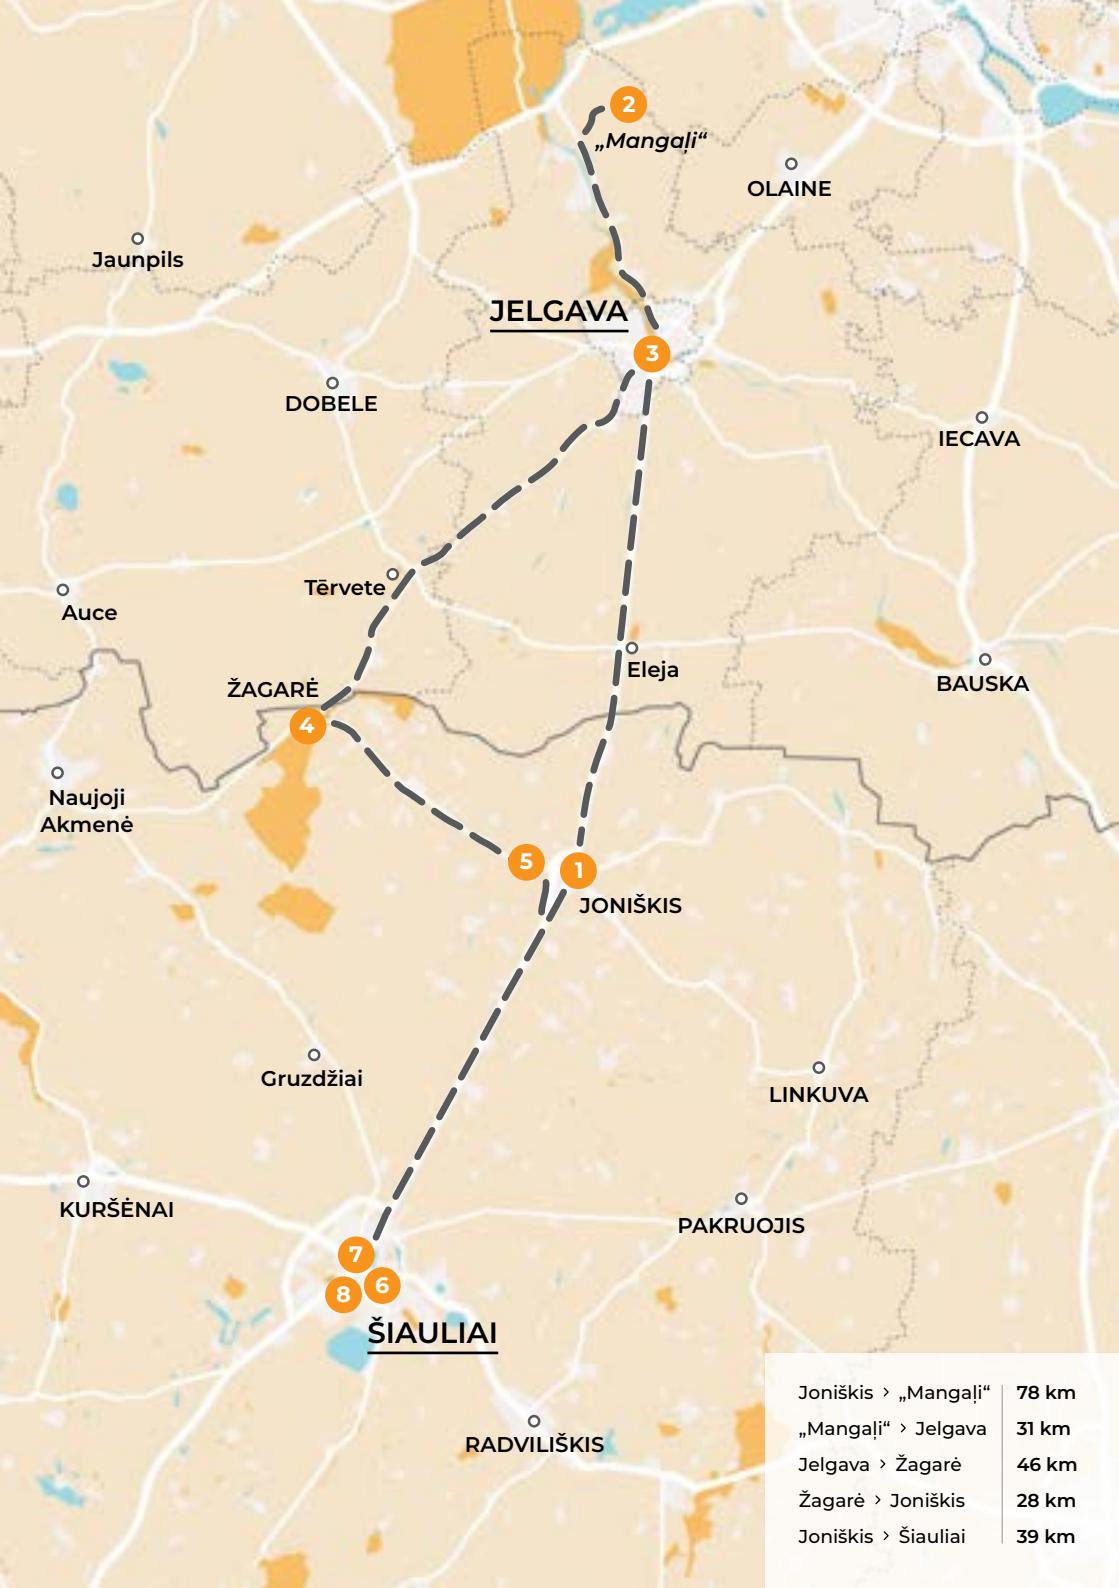 2
„Mangaļi“
OLAINE
Jaunpils
JELGAVA
3
DOBELE
IECAVA
Tērvete
Auce
Eleja
BAUSKA
ŽAGARĖ
4
Naujoji
Akmenė
5
1
JONIŠKIS
Gruzdžiai
LINKUVA
KURŠĖNAI
PAKRUOJIS
7
6
8
ŠIAULIAI
RADVILIŠKIS
Joniškis › „Mangaļi“ 78 km
„Mangaļi“ › Jelgava 31 km
Jelgava › Žagarė 46 km
Žagarė › Joniškis 28 km
Joniškis › Šiauliai 39 km